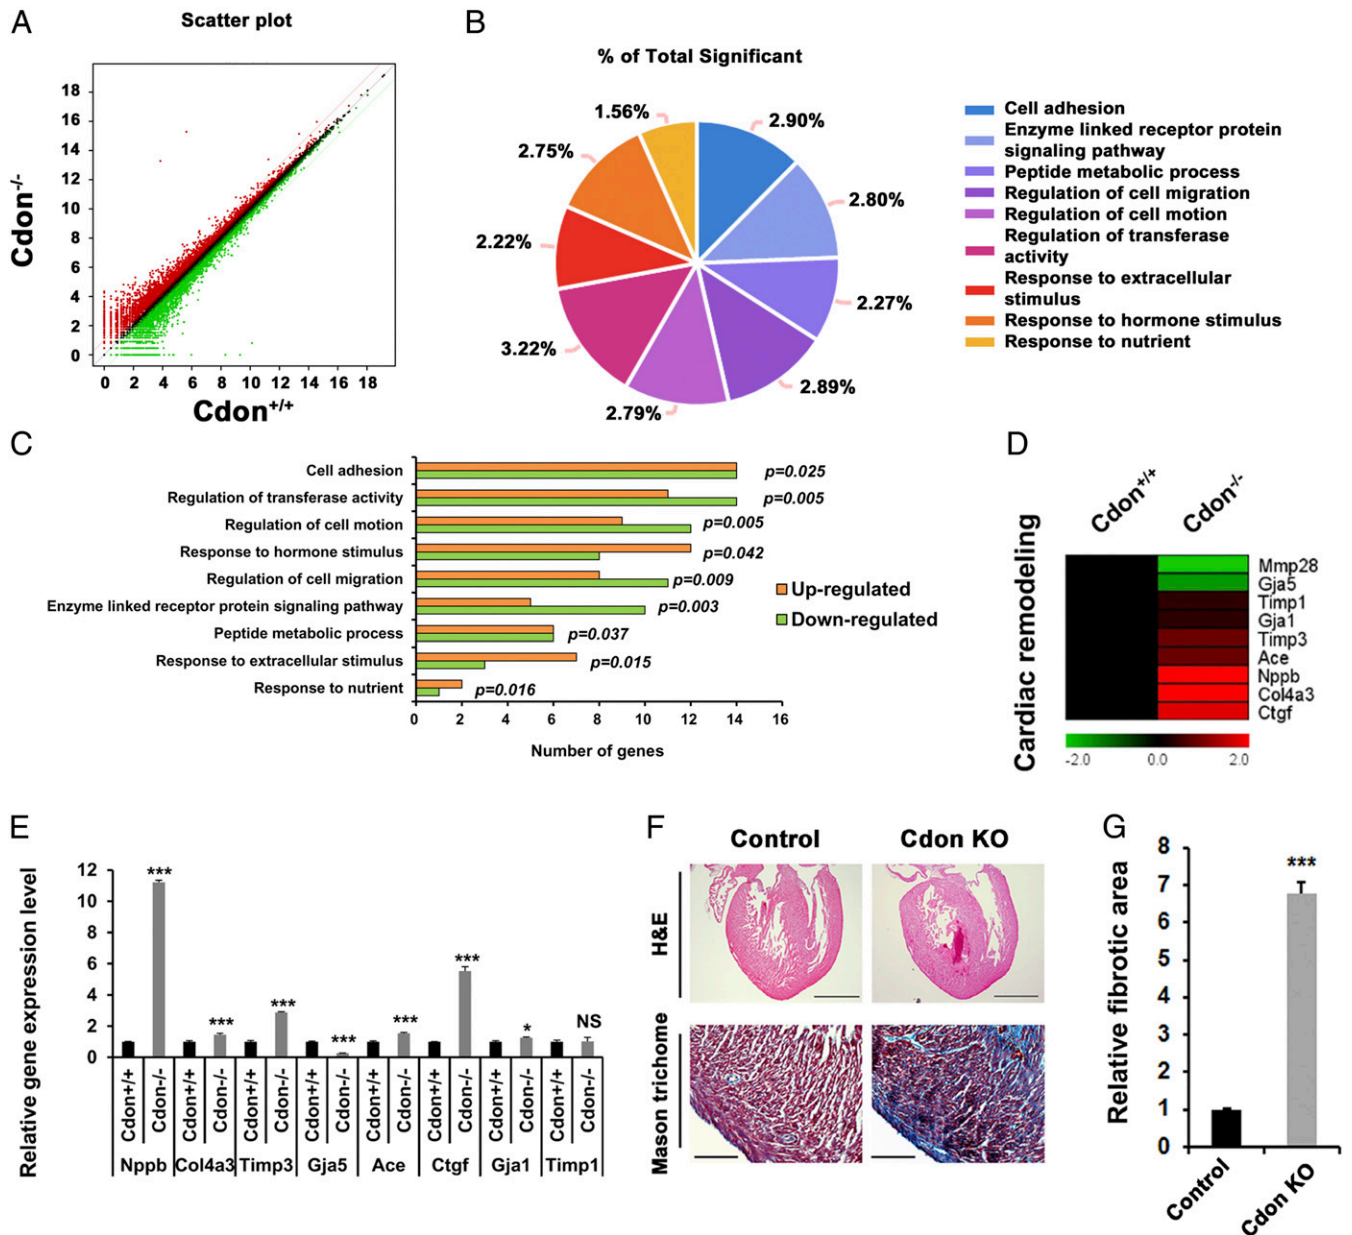 A
Scatter plot
Cdon-/-
18
16
14
12
10
8
6
4
2
0
0 2 4 6 8 10 12 14 16 18
Cdon+/+
B
% of Total Significant
1.56%
2.90%
2.75%
2.80%
2.22%
2.27%
3.22%
2.89%
2.79%
Cell adhesion
Enzyme linked receptor protein
signaling pathway
Peptide metabolic process
Regulation of cell migration
Regulation of cell motion
Regulation of transferase
activity
Response to extracellular
stimulus
Response to hormone stimulus
Response to nutrient
C
Cell adhesion p=0.025
Regulation of transferase activity p=0.005
Regulation of cell motion p=0.005
Response to hormone stimulus p=0.042
Regulation of cell migration p=0.009
Enzyme linked receptor protein signaling pathway p=0.003
Peptide metabolic process p=0.037
Response to extracellular stimulus p=0.015
Response to nutrient p=0.016
0 2 4 6 8 10 12 14 16
Number of genes
Up-regulated
Down-regulated
D
Cardiac remodeling
Cdon+/+
Cdon-/-
Mmp28
Gja5
Timp1
Gja1
Timp3
Ace
Nppb
Col4a3
Ctgf
-2.0 0.0 2.0
E
Relative gene expression level
12
10
8
6
4
2
0
*** *** *** *** *** *** * NS
Cdon+/+ Cdon-/- Cdon+/+ Cdon-/- Cdon+/+ Cdon-/- Cdon+/+ Cdon-/- Cdon+/+ Cdon-/- Cdon+/+ Cdon-/- Cdon+/+ Cdon-/- Cdon+/+ Cdon-/-
Nppb Col4a3 Timp3 Gja5 Ace Ctgf Gja1 Timp1
F
Control Cdon KO
H&E
Mason trichome
G
Relative fibrotic area
8
7
6
5
4
3
2
1
0
***
Control
Cdon KO